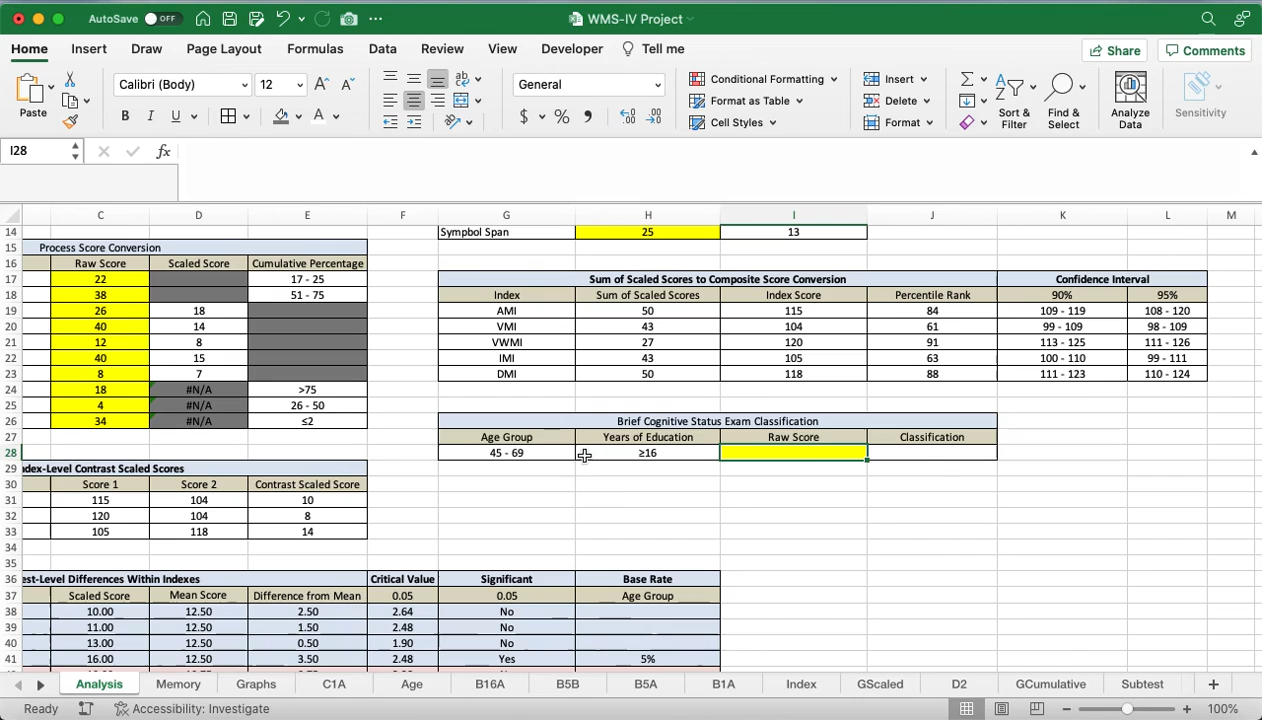 AutoSave OFF WMS-IV Project
Home Insert Draw Page Layout Formulas Data Review View Developer Tell me Share Comments
Paste Calibri (Body) 12 General Conditional Formatting Insert
B I U Format as Table Delete
Cell Styles Format
Sort & Filter Find & Select Analyze Data Sensitivity
I28 fx
C D E F G H I J K L M
14 Sympbol Span 25 13
15 Process Score Conversion
16 Raw Score Scaled Score Cumulative Percentage
17 22 17 - 25 Sum of Scaled Scores to Composite Score Conversion Confidence Interval
18 38 51 - 75 Index Sum of Scaled Scores Index Score Percentile Rank 90% 95%
19 26 18 AMI 50 115 84 109 - 119 108 - 120
20 40 14 VMI 43 104 61 99 - 109 98 - 109
21 12 8 VWMI 27 120 91 113 - 125 111 - 126
22 40 15 IMI 43 105 63 100 - 110 99 - 111
23 8 7 DMI 50 118 88 111 - 123 110 - 124
24 18 #N/A >75
25 4 #N/A 26 - 50
26 34 #N/A ≤2 Brief Cognitive Status Exam Classification
27 Age Group Years of Education Raw Score Classification
28 45 - 69 ≥16
29 ndex-Level Contrast Scaled Scores
30 Score 1 Score 2 Contrast Scaled Score
31 115 104 10
32 120 104 8
33 105 118 14
34
35
36 est-Level Differences Within Indexes Critical Value Significant Base Rate
37 Scaled Score Mean Score Difference from Mean 0.05 0.05 Age Group
38 10.00 12.50 2.50 2.64 No
39 11.00 12.50 1.50 2.48 No
40 13.00 12.50 0.50 1.90 No
41 16.00 12.50 3.50 2.48 Yes 5%
Analysis Memory Graphs C1A Age B16A B5B B5A B1A Index GScaled D2 GCumulative Subtest
Ready Accessibility: Investigate 100%